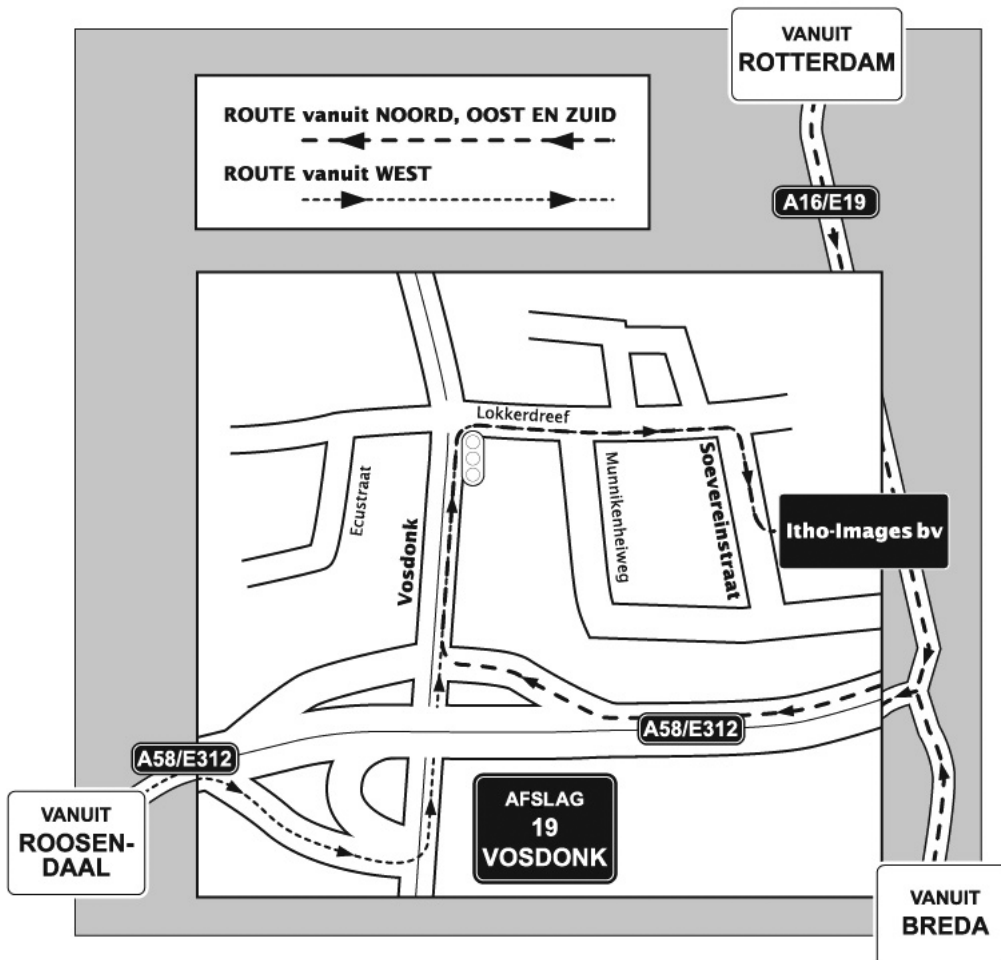 VANUIT
ROTTERDAM
ROUTE vanuit NOORD, OOST EN ZUID
ROUTE vanuit WEST
A16/E19
Lokkerdreef
Ecustraat
Vosdonk
Munnikenheiweg
Soevereinstraat
Itho-Images bv
A58/E312
A58/E312
VANUIT
ROOSEN-
DAAL
AFSLAG
19
VOSDONK
VANUIT
BREDA